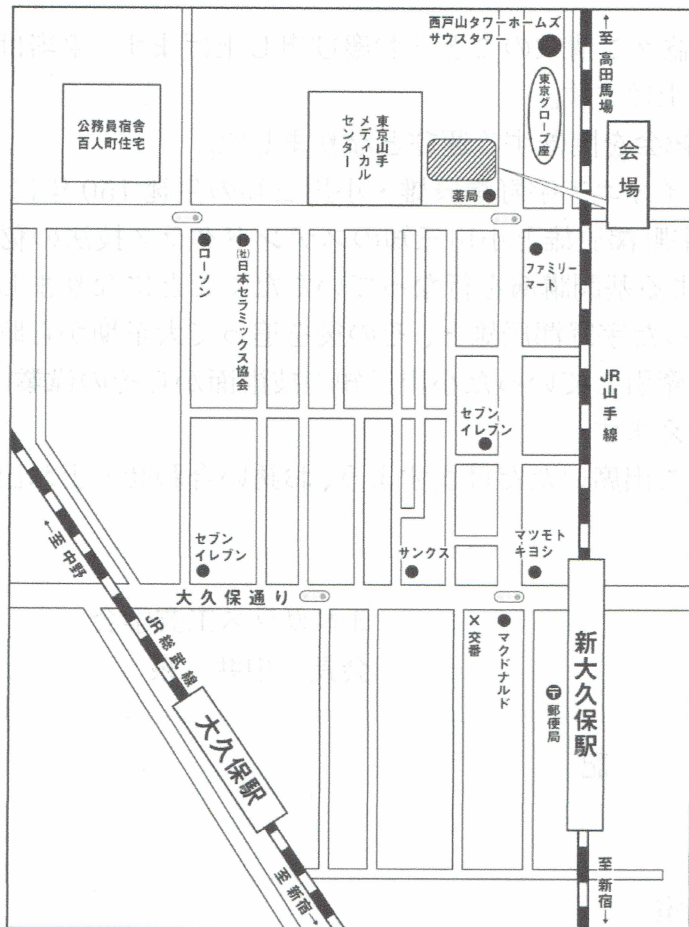 西戸山タワーホームズ
サウスタワー
←至高田馬場
東京グローブ座
会場
公務員宿舎
百人町住宅
東京山手
メディカル
センター
薬局
ローソン
(社)日本セラミックス協会
ファミリー
マート
JR山手線
セブン
イレブン
←至中野
セブン
イレブン
サンクス
マツモト
キヨシ
大久保通り
JR総武線
交番
マクドナルド
〒郵便局
新大久保駅
大久保駅
至新宿→
至新宿→